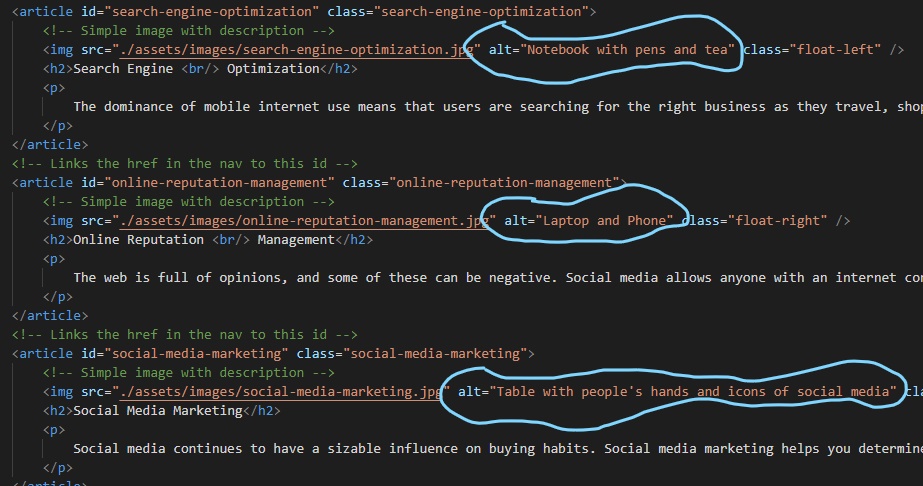 <article id="search-engine-optimization" class="search-engine-optimization">
<!-- Simple image with description -->
<img src="./assets/images/search-engine-optimization.jpg" alt="Notebook with pens and tea" class="float-left" />
<h2>Search Engine <br/> Optimization</h2>
<p>
The dominance of mobile internet use means that users are searching for the right business as they travel,
</p>
</article>
<!-- Links the href in the nav to this id -->
<article id="online-reputation-management" class="online-reputation-management">
<!-- Simple image with description -->
<img src="./assets/images/online-reputation-management.jpg" alt="Laptop and Phone" class="float-right" />
<h2>Online Reputation <br/> Management</h2>
<p>
The web is full of opinions, and some of these can be negative. Social media allows anyone with an internet
</p>
</article>
<!-- Links the href in the nav to this id -->
<article id="social-media-marketing" class="social-media-marketing">
<!-- Simple image with description -->
<img src="./assets/images/social-media-marketing.jpg" alt="Table with people's hands and icons of social media"
<h2>Social Media Marketing</h2>
<p>
Social media continues to have a sizable influence on buying habits. Social media marketing helps you
</p>